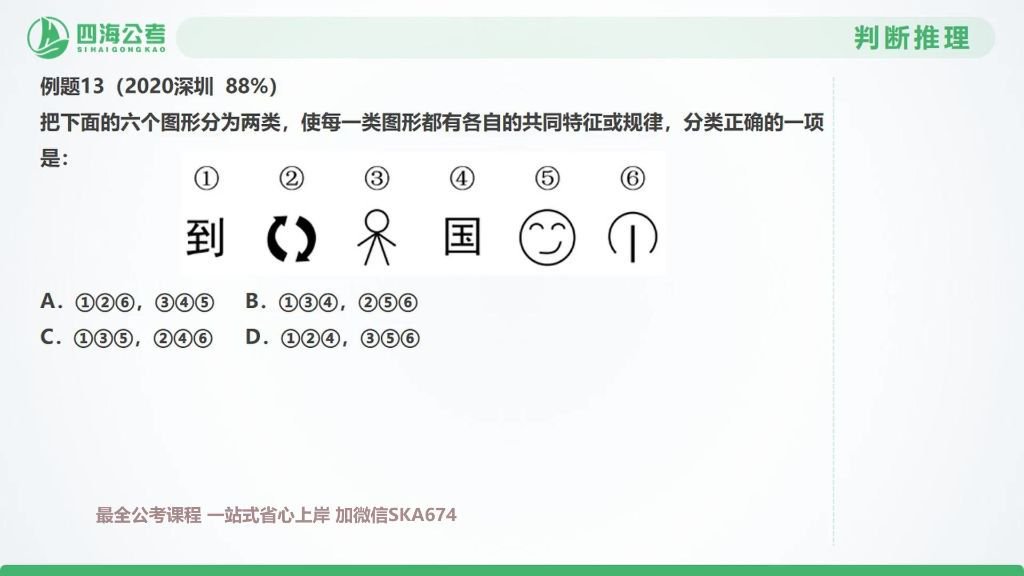 四海公考
SIHAIGONGKAO
判断推理
例题13（2020深圳 88%）
把下面的六个图形分为两类，使每一类图形都有各自的共同特征或规律，分类正确的一项
是：
① ② ③ ④ ⑤ ⑥
到 国
A. ①②⑥，③④⑤ B. ①③④，②⑤⑥
C. ①③⑤，②④⑥ D. ①②④，③⑤⑥
最全公考课程 一站式省心上岸 加微信SKA674